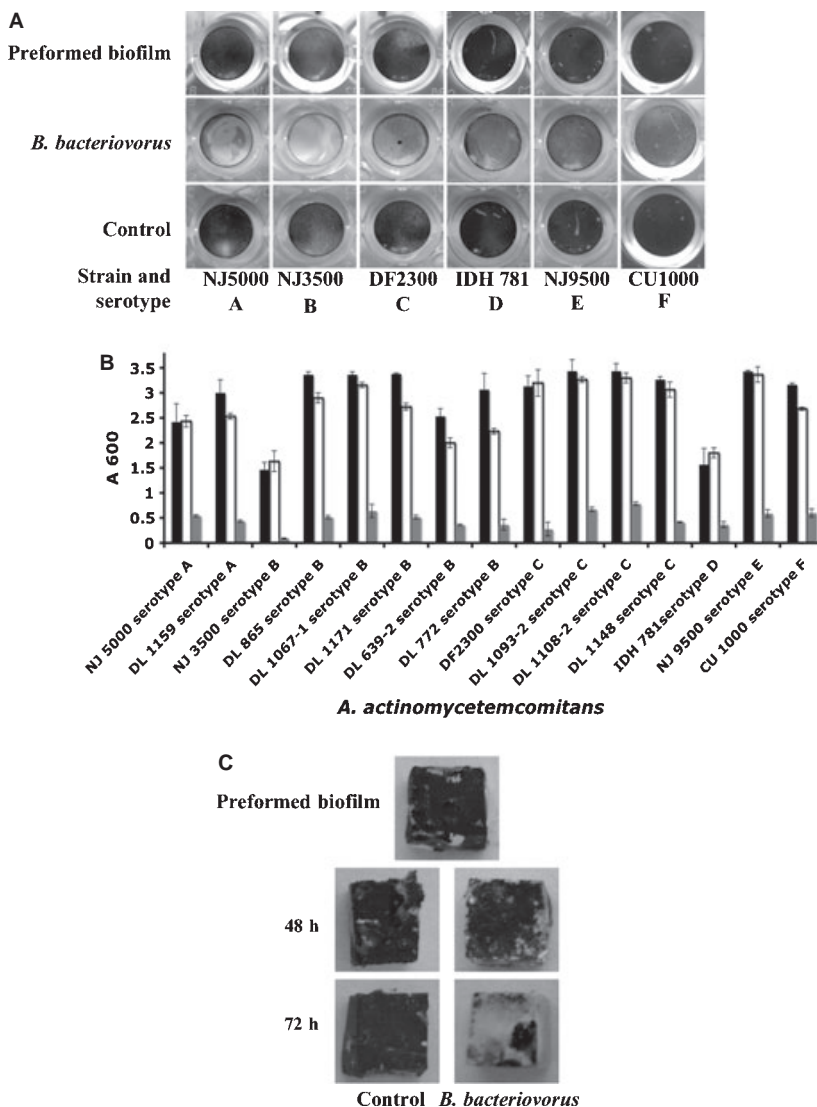 A
Preformed biofilm
B. bacteriovorus
Control
Strain and serotype
NJ5000 NJ3500 DF2300 IDH 781 NJ9500 CU1000
A B C D E F
B
A 600
3.5
3
2.5
2
1.5
1
0.5
0
NJ 5000 serotype A
DL 1159 serotype A
NJ 3500 serotype B
DL 865 serotype B
DL 1067-1 serotype B
DL 1171 serotype B
DL 639-2 serotype B
DL 772 serotype B
DF2300 serotype C
DL 1093-2 serotype C
DL 1108-2 serotype C
DL 1148 serotype C
IDH 781serotype D
NJ 9500 serotype E
CU 1000 serotype F
A. actinomycetemcomitans
C
Preformed biofilm
48 h
72 h
Control B. bacteriovorus